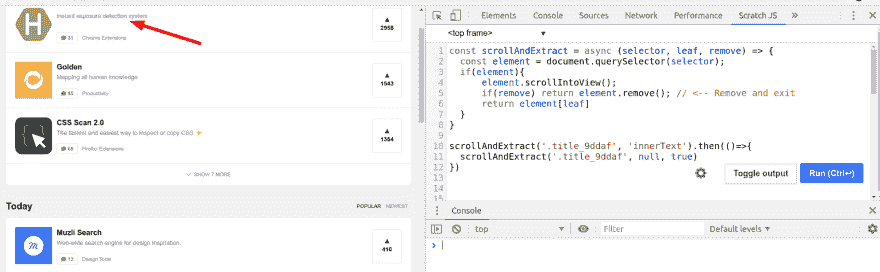 Instant exposure detection system
2958
31 Chrome Extensions
Golden
Mapping all human knowledge
1543
95 Productivity
CSS Scan 2.0
The fastest and easiest way to inspect or copy CSS
1384
68 Firefox Extensions
SHOW 7 MORE
Today
POPULAR NEWEST
Muzli Search
Web-wide search engine for design inspiration.
410
12 Design Tools
Elements Console Sources Network Performance Scratch JS
<top frame>
1 const scrollAndExtract = async (selector, leaf, remove) => {
2 const element = document.querySelector(selector);
3 if(element){
4 element.scrollIntoView();
5 if(remove) return element.remove(); // <-- Remove and exit
6 return element[leaf]
7 }
8 }
9
10 scrollAndExtract('.title_9ddaf', 'innerText').then(()=>{
11 scrollAndExtract('.title_9ddaf', null, true)
12 })
13
14
15
Toggle output
Run (Ctrl↵)
Console
top
Filter
Default levels